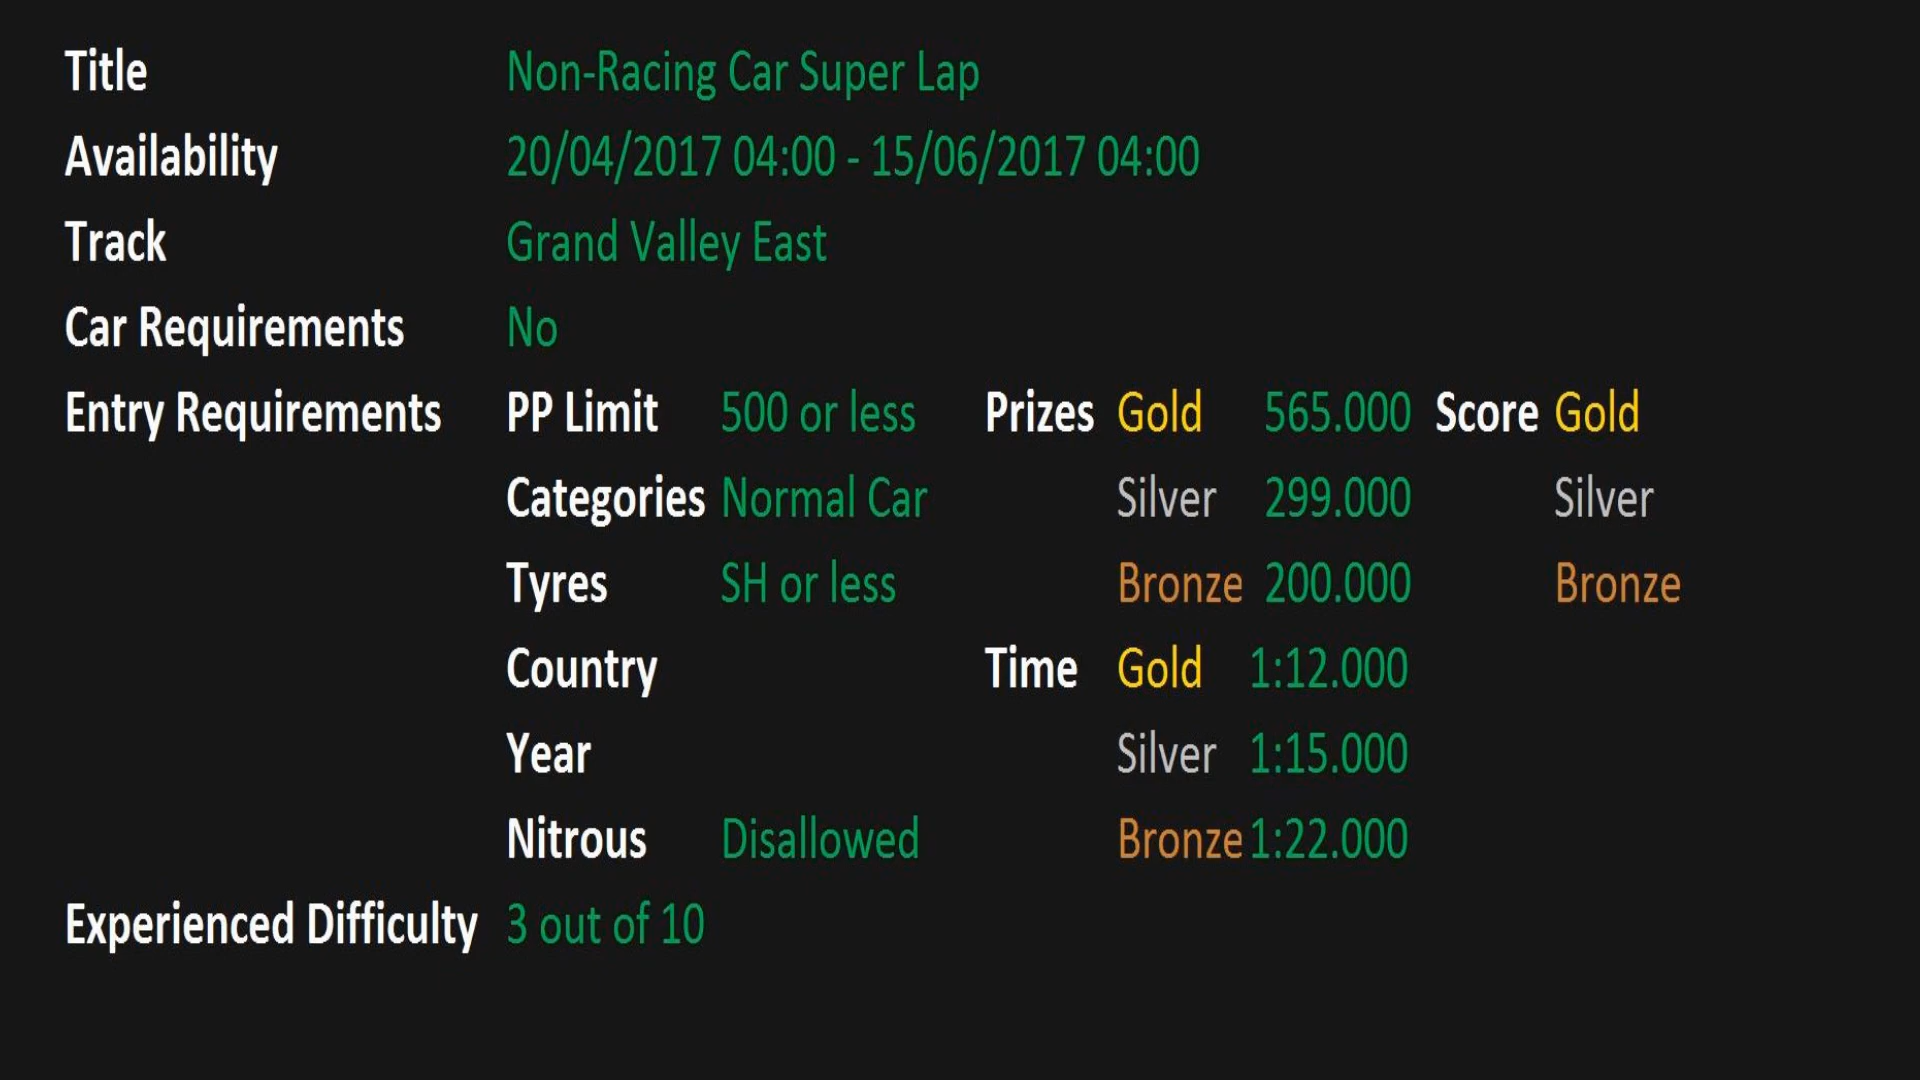 Title Non-Racing Car Super Lap
Availability 20/04/2017 04:00 - 15/06/2017 04:00
Track Grand Valley East
Car Requirements No
Entry Requirements PP Limit 500 or less Prizes Gold 565.000 Score Gold
Categories Normal Car Silver 299.000 Silver
Tyres SH or less Bronze 200.000 Bronze
Country Time Gold 1:12.000
Year Silver 1:15.000
Nitrous Disallowed Bronze 1:22.000
Experienced Difficulty 3 out of 10